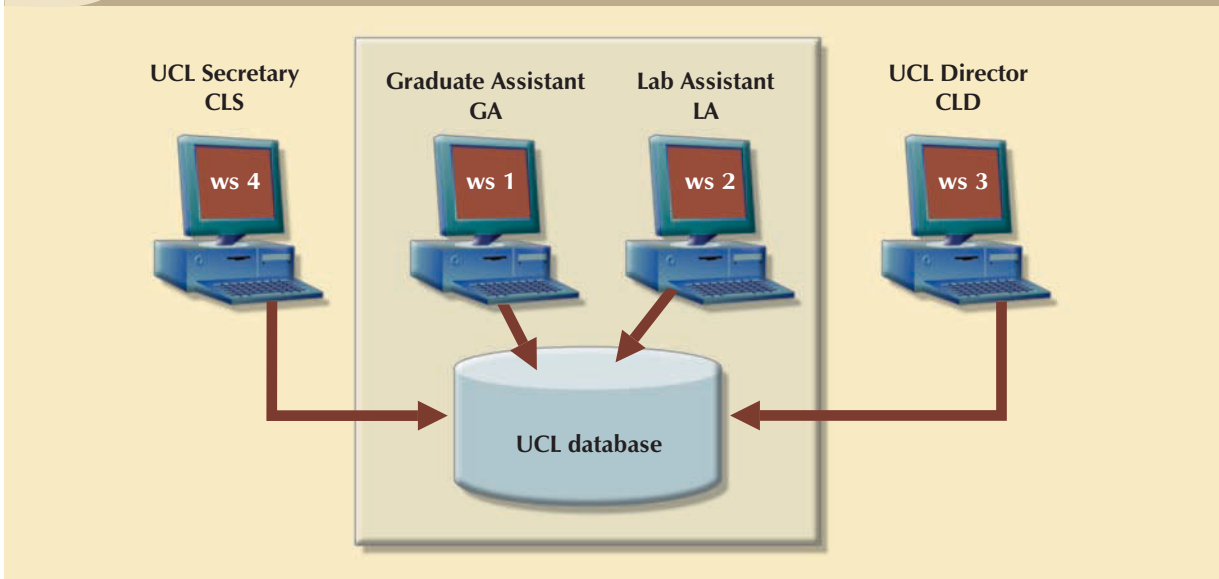 UCL Secretary
CLS
Graduate Assistant
GA
Lab Assistant
LA
UCL Director
CLD
ws 4
ws 1
ws 2
ws 3
UCL database